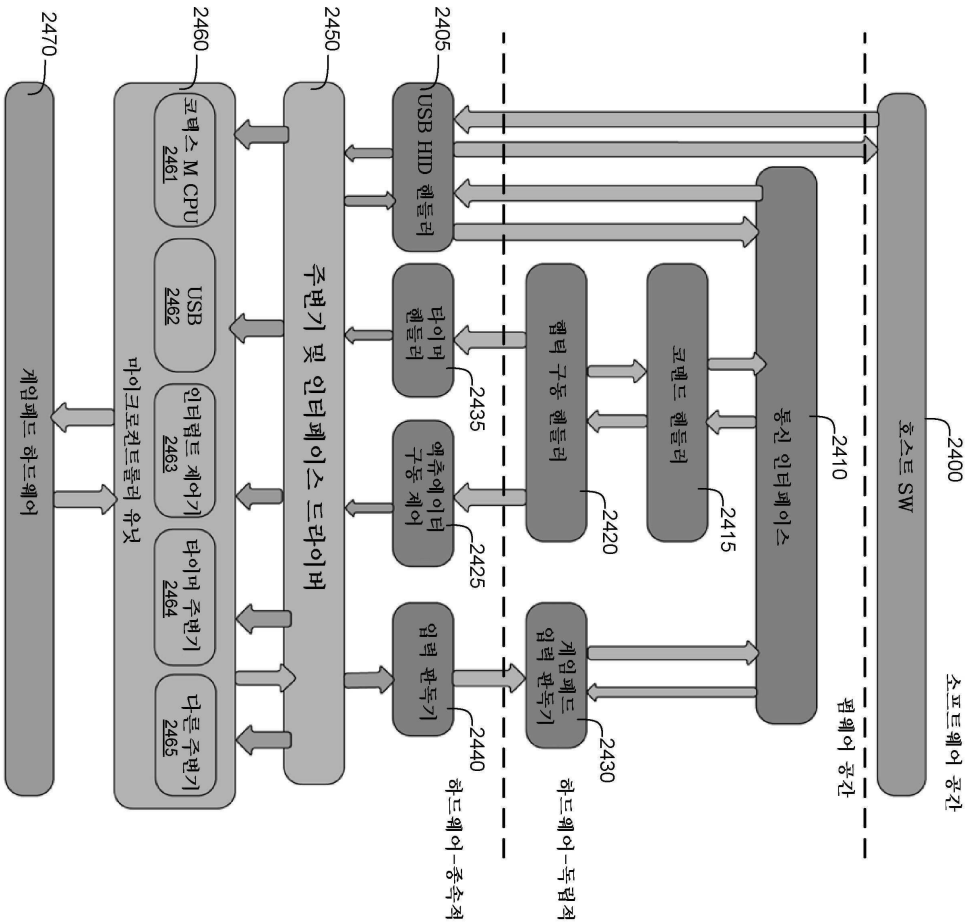 소프트웨어 공간
호스트 SW
2400
펌웨어 공간
통신 인터페이스
2410
코맨드 핸들러
2415
햅틱 구동 핸들러
2420
게임패드
입력 판독기
2430
하드웨어-독립적
하드웨어-종속적
USB HID 핸들러
2405
타이머
핸들러
2435
액츄에이터
구동 제어
2425
입력 판독기
2440
주변기 및 인터페이스 드라이버
2450
2460
코텍스 M CPU
2461
USB
2462
인터럽트 제어기
2463
타이머 주변기
2464
다른 주변기
2465
마이크로컨트롤러 유닛
게임패드 하드웨어
2470